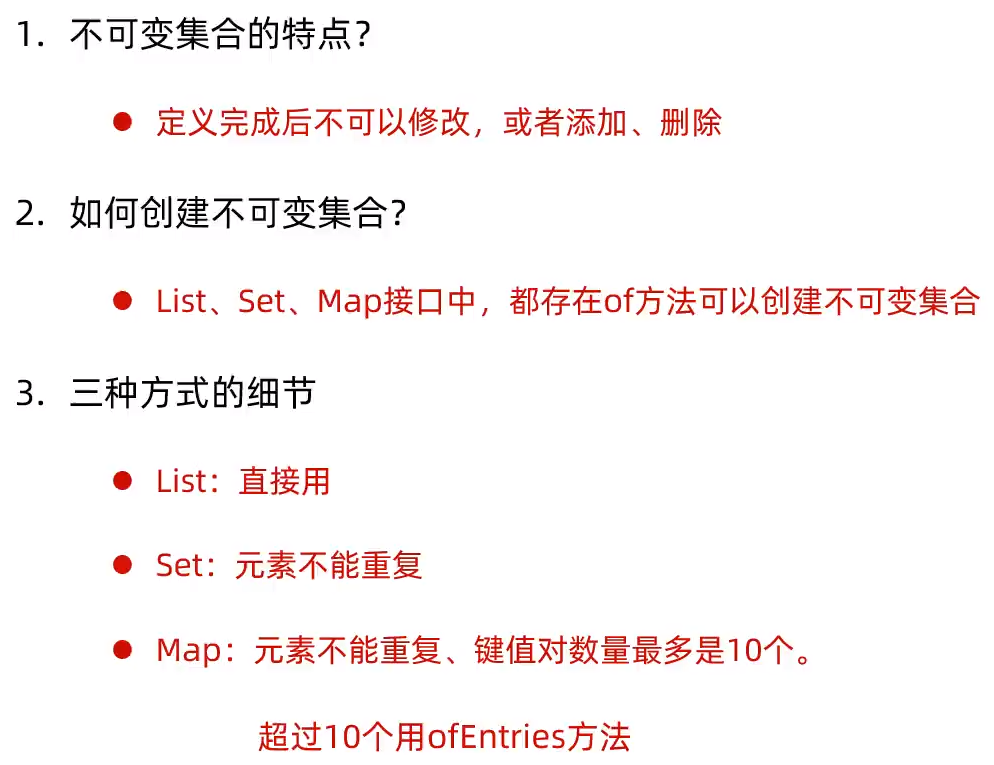 1. 不可变集合的特点？
● 定义完成后不可以修改，或者添加、删除
2. 如何创建不可变集合？
● List、Set、Map接口中，都存在of方法可以创建不可变集合
3. 三种方式的细节
● List：直接用
● Set：元素不能重复
● Map：元素不能重复、键值对数量最多是10个。
超过10个用ofEntries方法